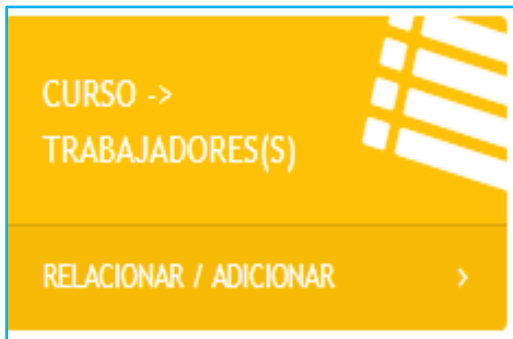 CURSO ->
TRABAJADORES(S)
RELACIONAR / ADICIONAR >